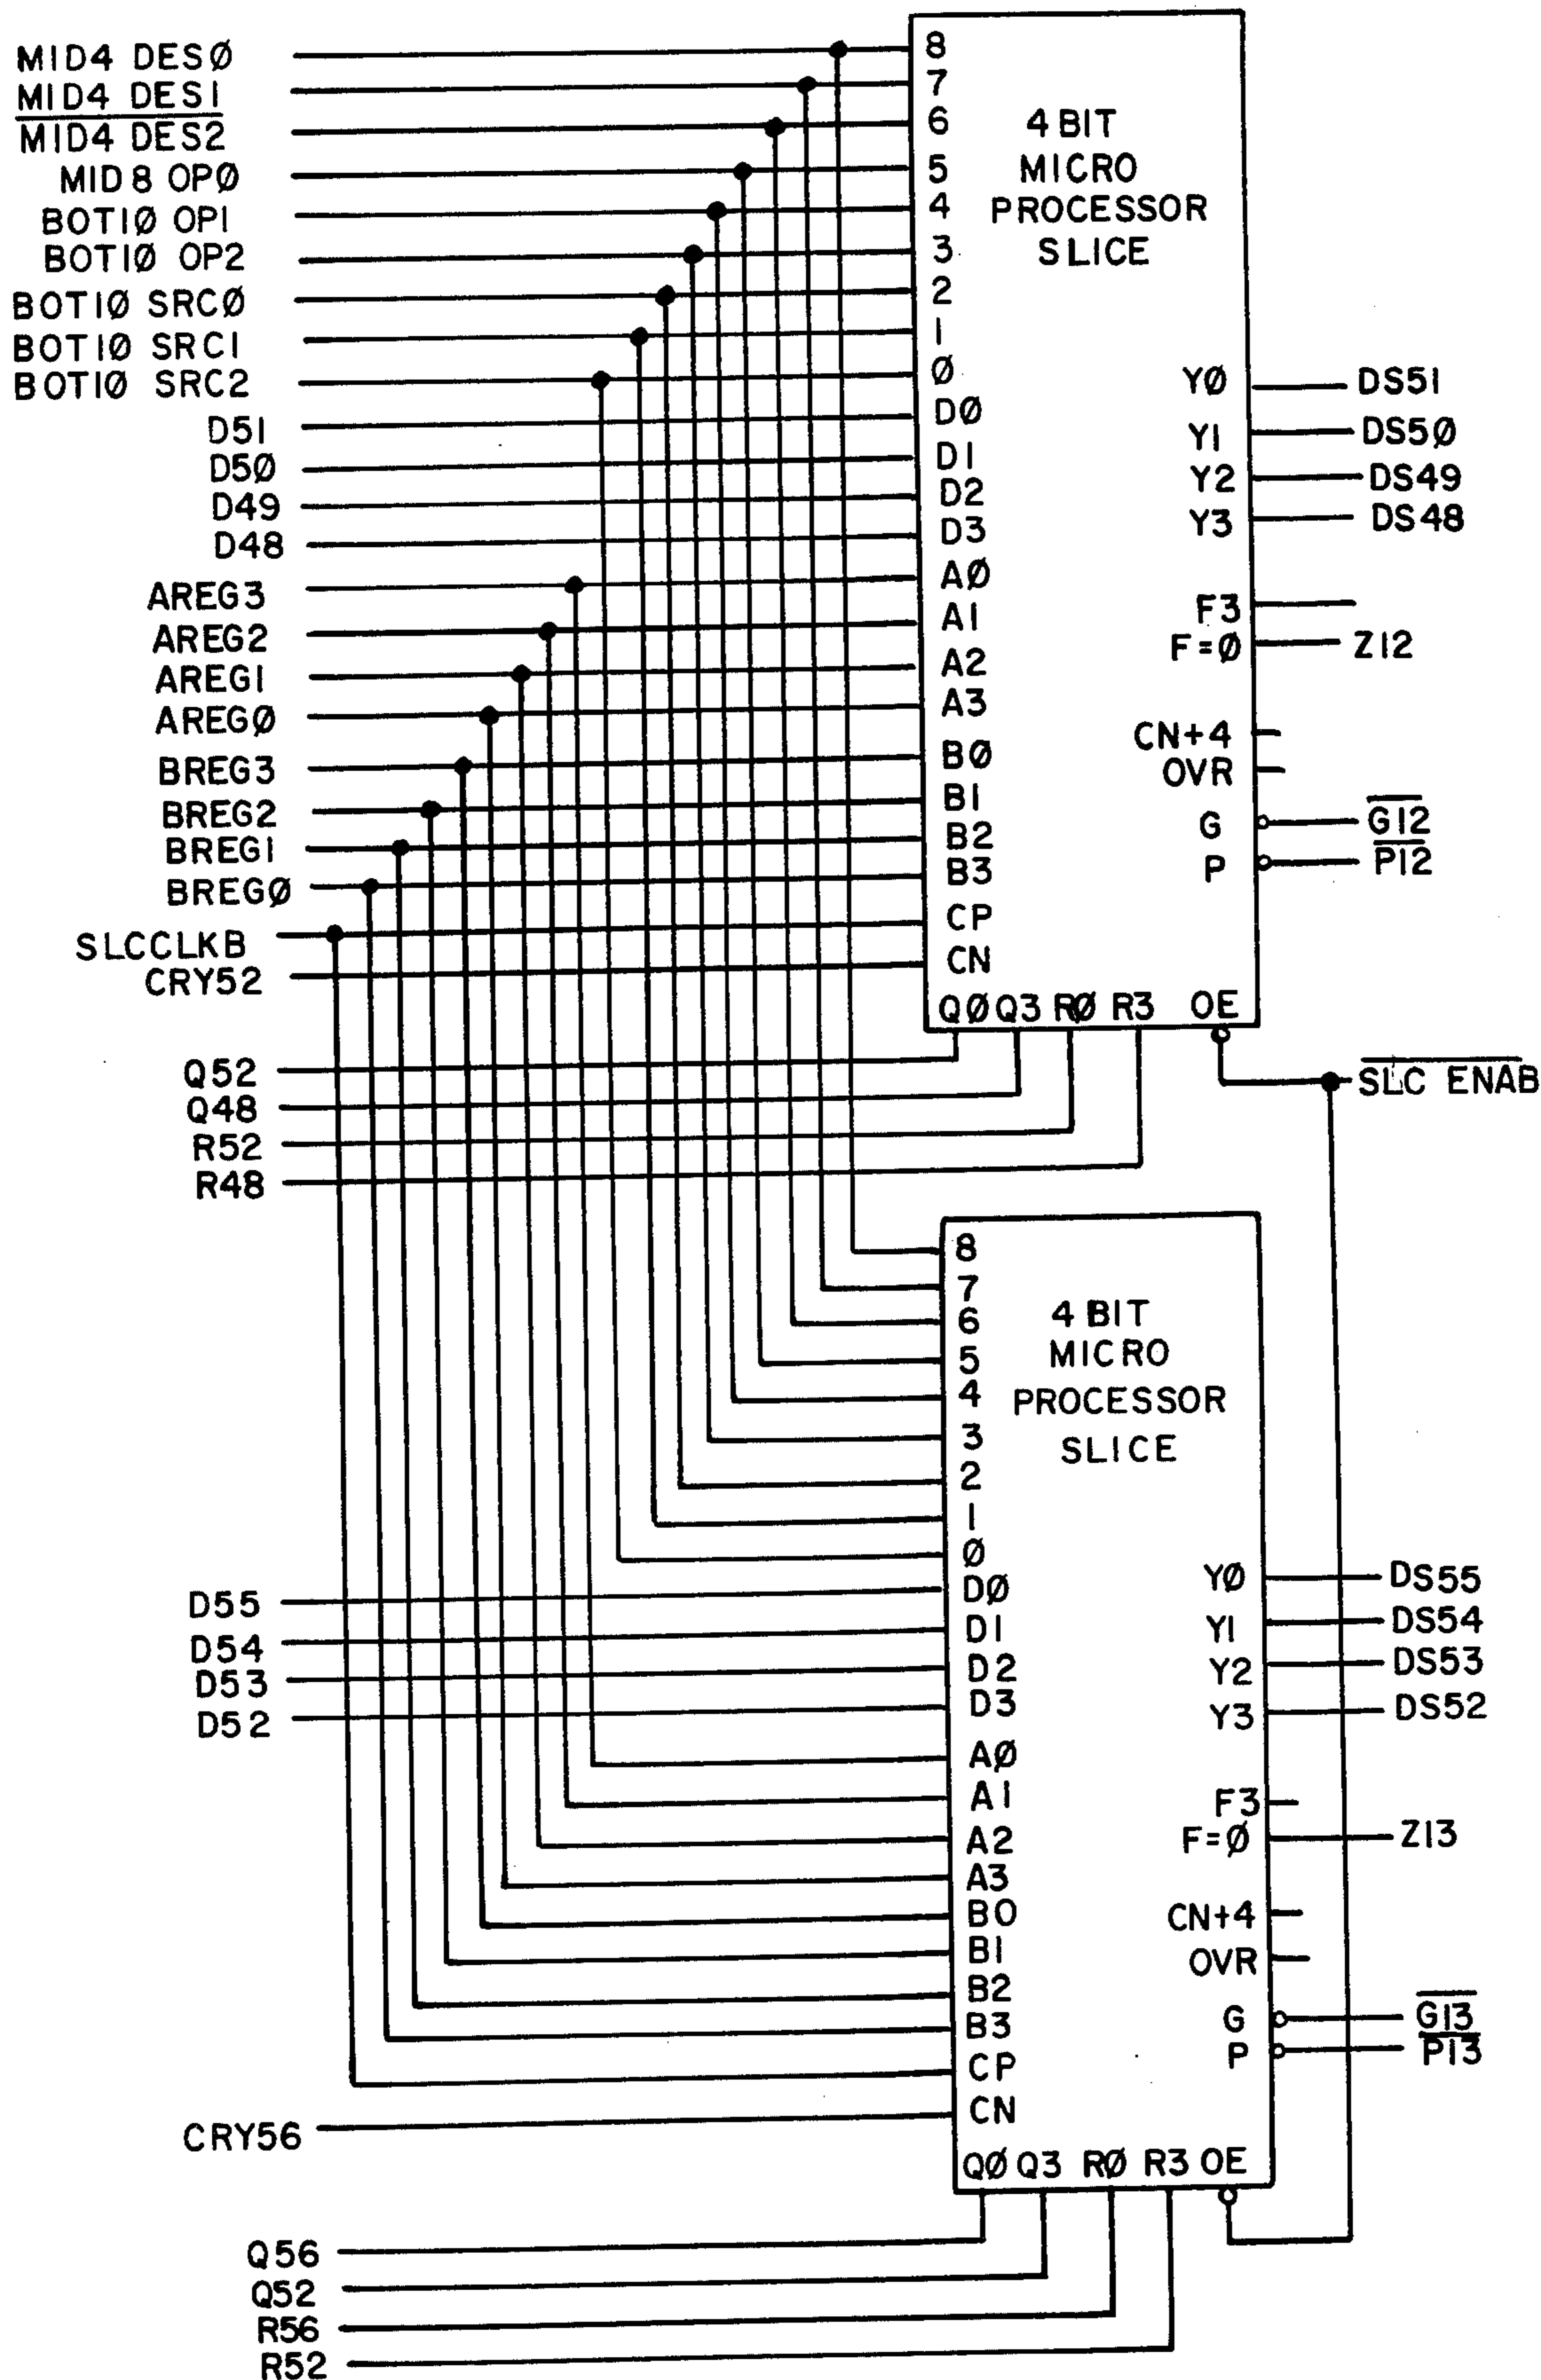 MID4 DESØ
MID4 DES1
MID4 DES2
MID8 OPØ
BOT1Ø OP1
BOT1Ø OP2
BOT1Ø SRCØ
BOT1Ø SRC1
BOT1Ø SRC2
D51
D5Ø
D49
D48
AREG3
AREG2
AREG1
AREGØ
BREG3
BREG2
BREG1
BREGØ
SLCCLKB
CRY52
Q52
Q48
R52
R48
8
7
6
5
4
3
2
1
Ø
DØ
D1
D2
D3
AØ
A1
A2
A3
BØ
B1
B2
B3
CP
CN
4 BIT
MICRO
PROCESSOR
SLICE
YØ
Y1
Y2
Y3
F3
F=Ø
CN+4
OVR
G
P
QØ Q3 RØ R3 OE
DS51
DS5Ø
DS49
DS48
Z12
G12
P12
SLC ENAB
8
7
6
5
4
3
2
1
Ø
DØ
D1
D2
D3
AØ
A1
A2
A3
BO
B1
B2
B3
CP
CN
4 BIT
MICRO
PROCESSOR
SLICE
YØ
Y1
Y2
Y3
F3
F=Ø
CN+4
OVR
G
P
QØ Q3 RØ R3 OE
D55
D54
D53
D52
CRY56
Q56
Q52
R56
R52
DS55
DS54
DS53
DS52
Z13
G13
P13